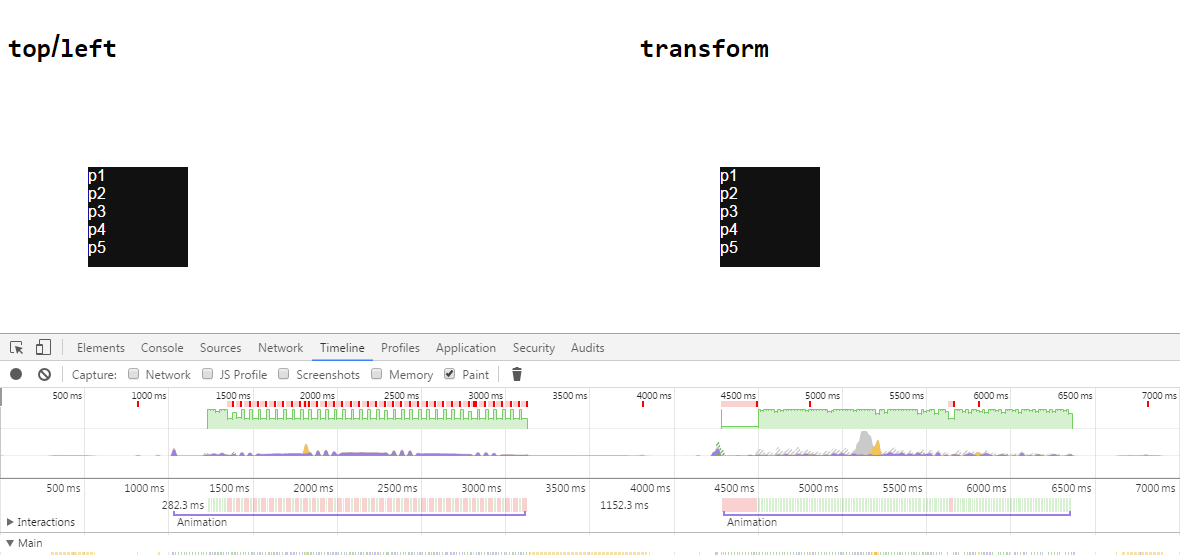 top/left transform
p1 p1
p2 p2
p3 p3
p4 p4
p5 p5
Elements Console Sources Network Timeline Profiles Application Security Audits
Capture: Network JS Profile Screenshots Memory Paint
500 ms 1000 ms 1500 ms 2000 ms 2500 ms 3000 ms 3500 ms 4000 ms 4500 ms 5000 ms 5500 ms 6000 ms 6500 ms 7000 ms
500 ms 1000 ms 1500 ms 2000 ms 2500 ms 3000 ms 3500 ms 4000 ms 4500 ms 5000 ms 5500 ms 6000 ms 6500 ms 7000 ms
282.3 ms 1152.3 ms
Interactions Animation Animation
Main